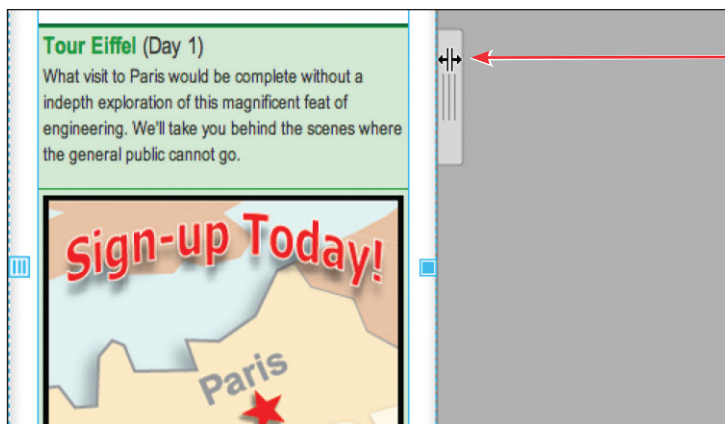 Tour Eiffel (Day 1)
What visit to Paris would be complete without a
indepth exploration of this magnificent feat of
engineering. We'll take you behind the scenes where
the general public cannot go.
Sign-up Today!
Paris